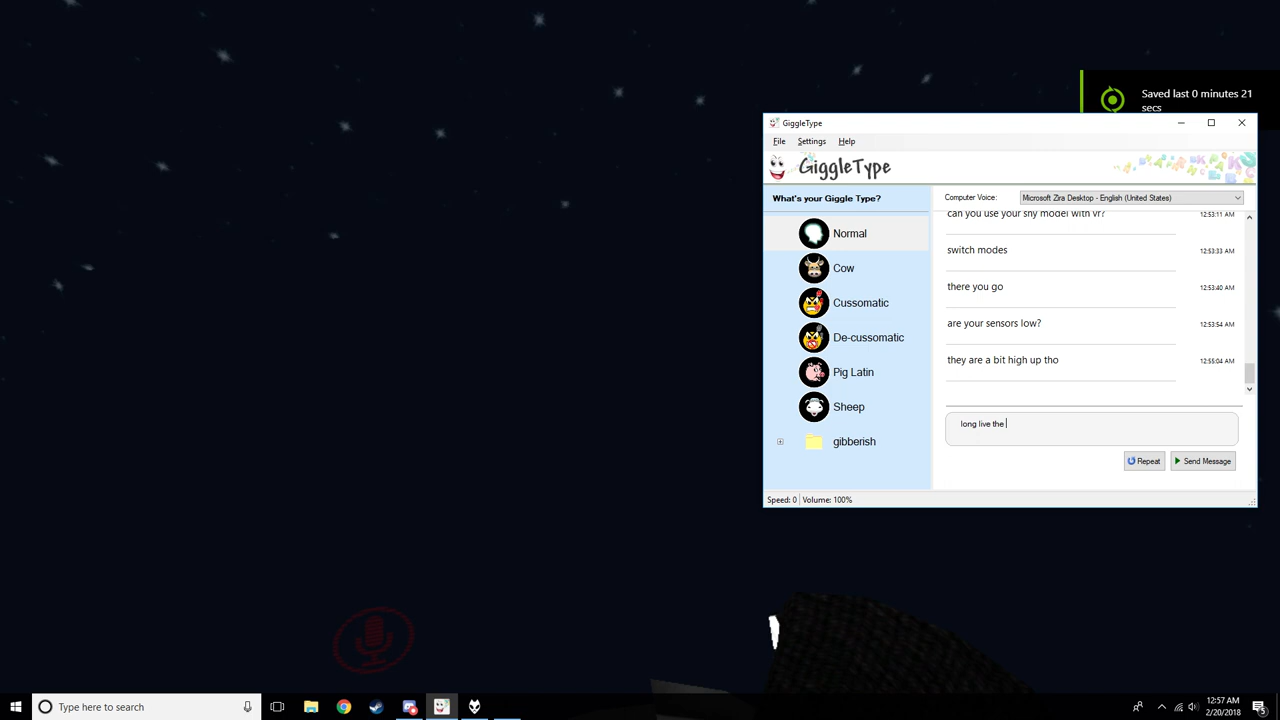 Saved last 0 minutes 21
secs
GiggleType
File Settings Help
GiggleType
What's your Giggle Type?
Computer Voice: Microsoft Zira Desktop - English (United States)
Normal
Cow
Cussomatic
De-cussomatic
Pig Latin
Sheep
gibberish
can you use your shy model with vr? 12:53:11 AM
switch modes 12:53:33 AM
there you go 12:53:40 AM
are your sensors low? 12:53:54 AM
they are a bit high up tho 12:55:04 AM
long live the
Repeat Send Message
Speed: 0 Volume: 100%
Type here to search
12:57 AM
2/20/2018
5